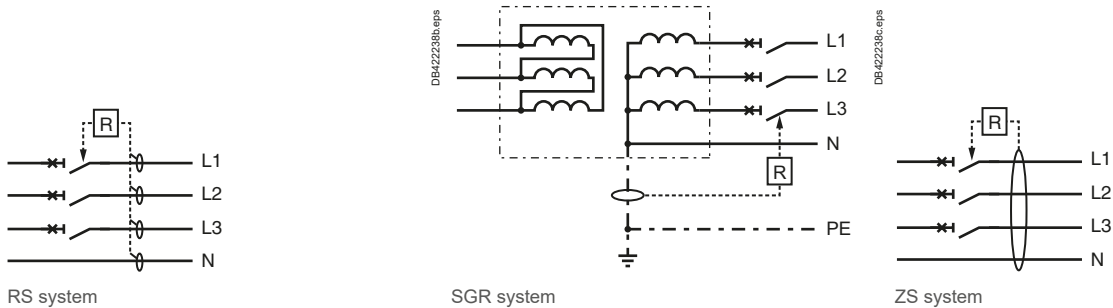 R
L1
L2
L3
N
RS system
DB422238b.eps
L1
L2
L3
N
R
PE
SGR system
DB422238c.eps
R
L1
L2
L3
N
ZS system